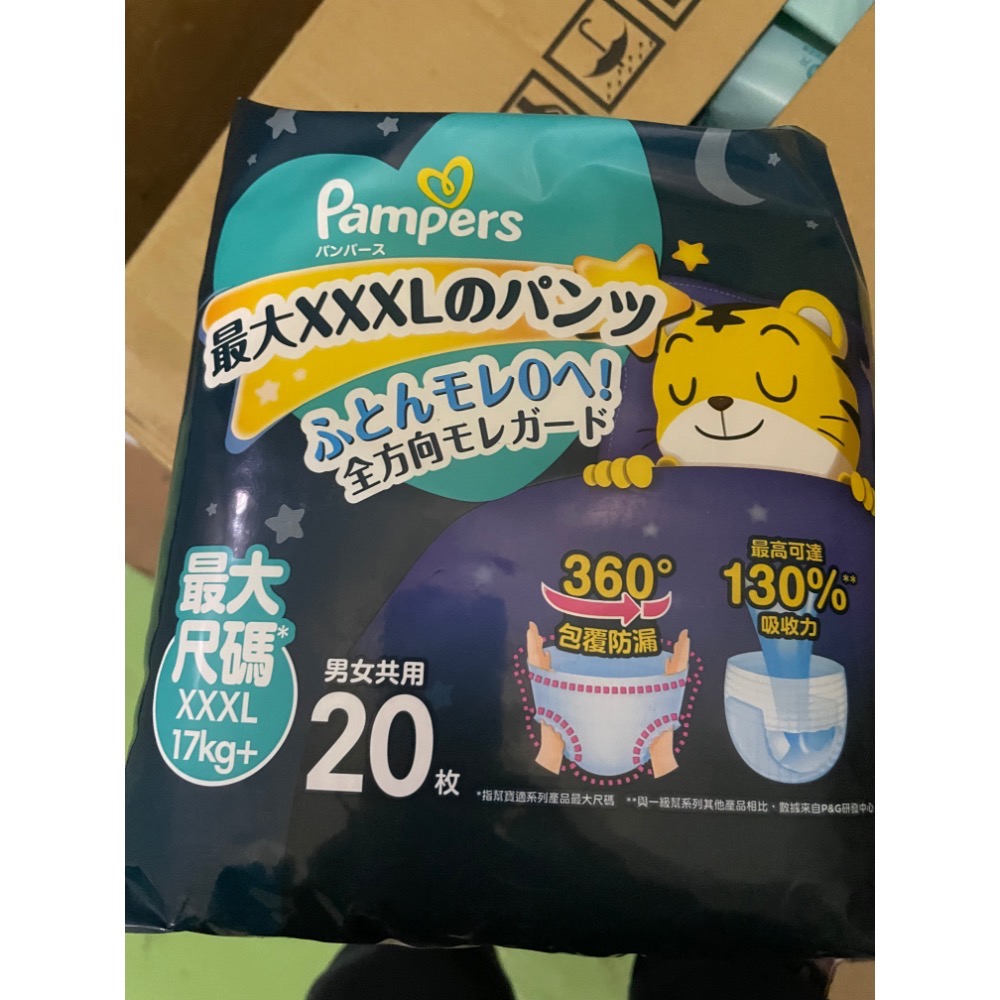 Pampers
パンパース
最大XXXLのパンツ
ふとんモレ0へ!
全方向モレガード
最大
尺碼*
XXXL
17kg+
男女共用
20枚
360°
包覆防漏
最高可達
130%**
吸收力
*指幫寶適系列產品最大尺碼 **與一級幫系列其他產品相比，數據來自P&G研發中心